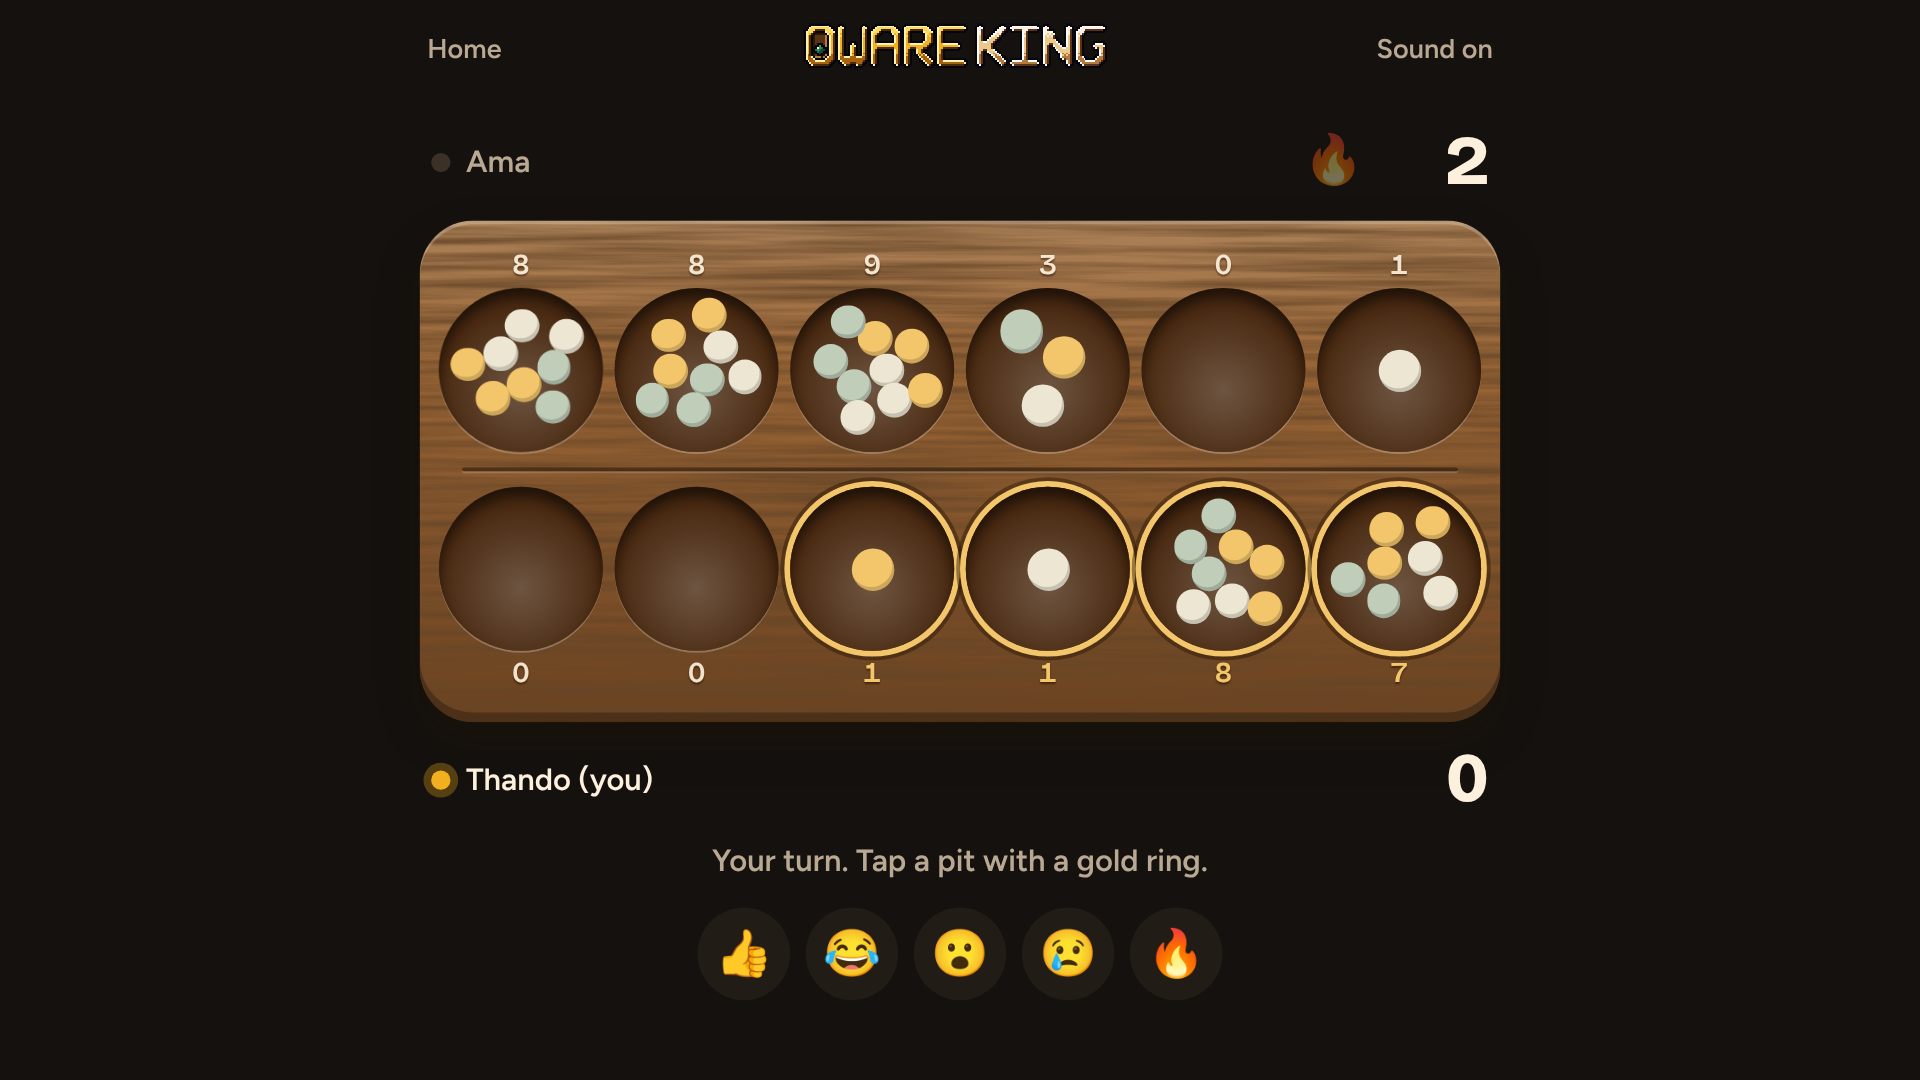 Home
OWARE KING
Sound on
Ama
2
8 8 9 3 0 1
0 0 1 1 8 7
Thando (you)
0
Your turn. Tap a pit with a gold ring.